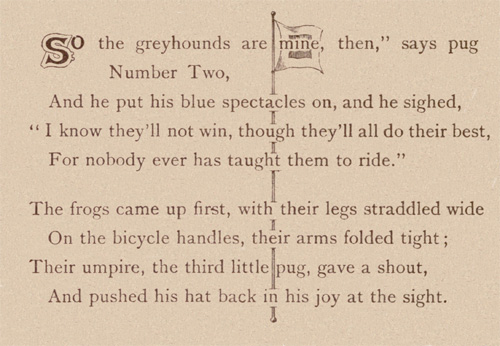 So the greyhounds are mine, then,” says pug
Number Two,
And he put his blue spectacles on, and he sighed,
“ I know they’ll not win, though they’ll all do their best,
For nobody ever has taught them to ride.”
The frogs came up first, with their legs straddled wide
On the bicycle handles, their arms folded tight ;
Their umpire, the third little pug, gave a shout,
And pushed his hat back in his joy at the sight.